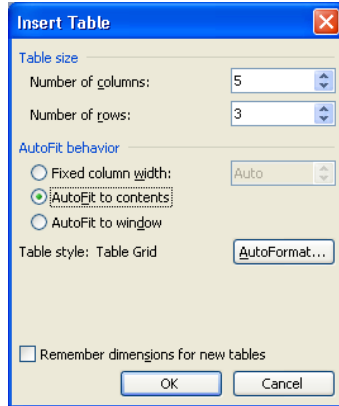 Insert Table
Table size
Number of columns: 5
Number of rows: 3
AutoFit behavior
Fixed column width: Auto
AutoFit to contents
AutoFit to window
Table style: Table Grid AutoFormat...
Remember dimensions for new tables
OK Cancel